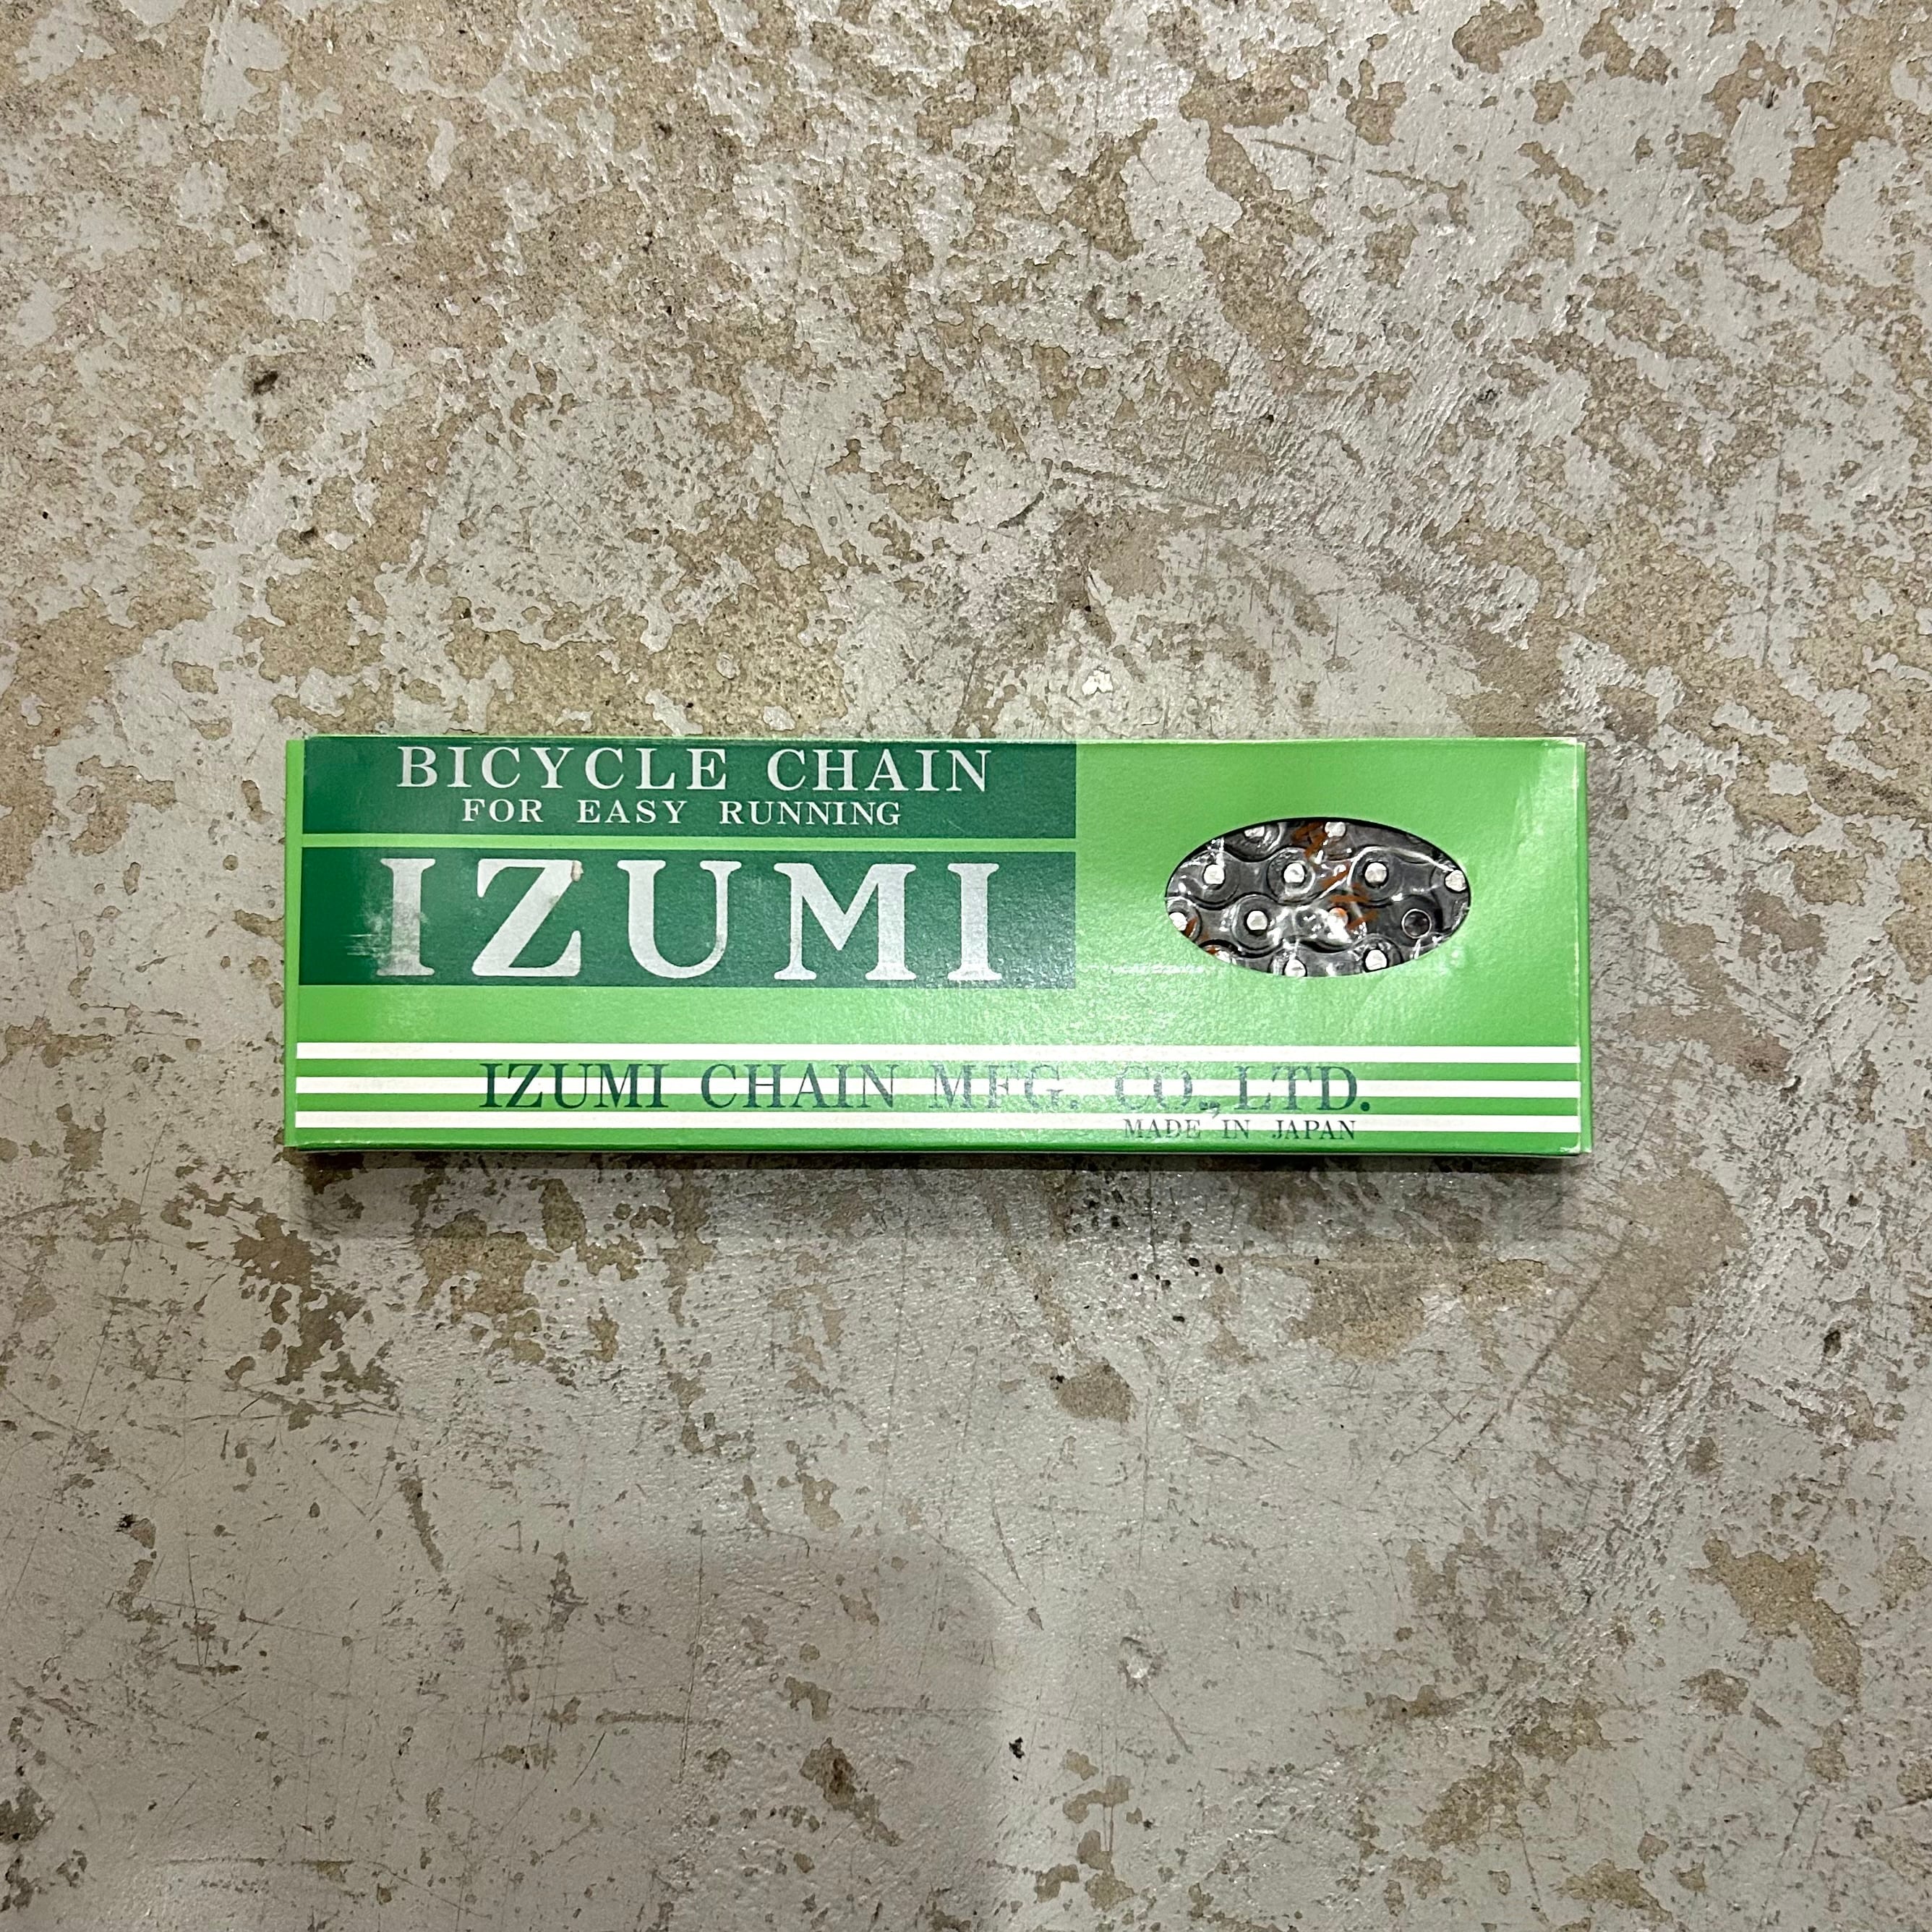 BICYCLE CHAIN
FOR EASY RUNNING
IZUMI
IZUMI CHAIN MFG. CO., LTD.
MADE IN JAPAN